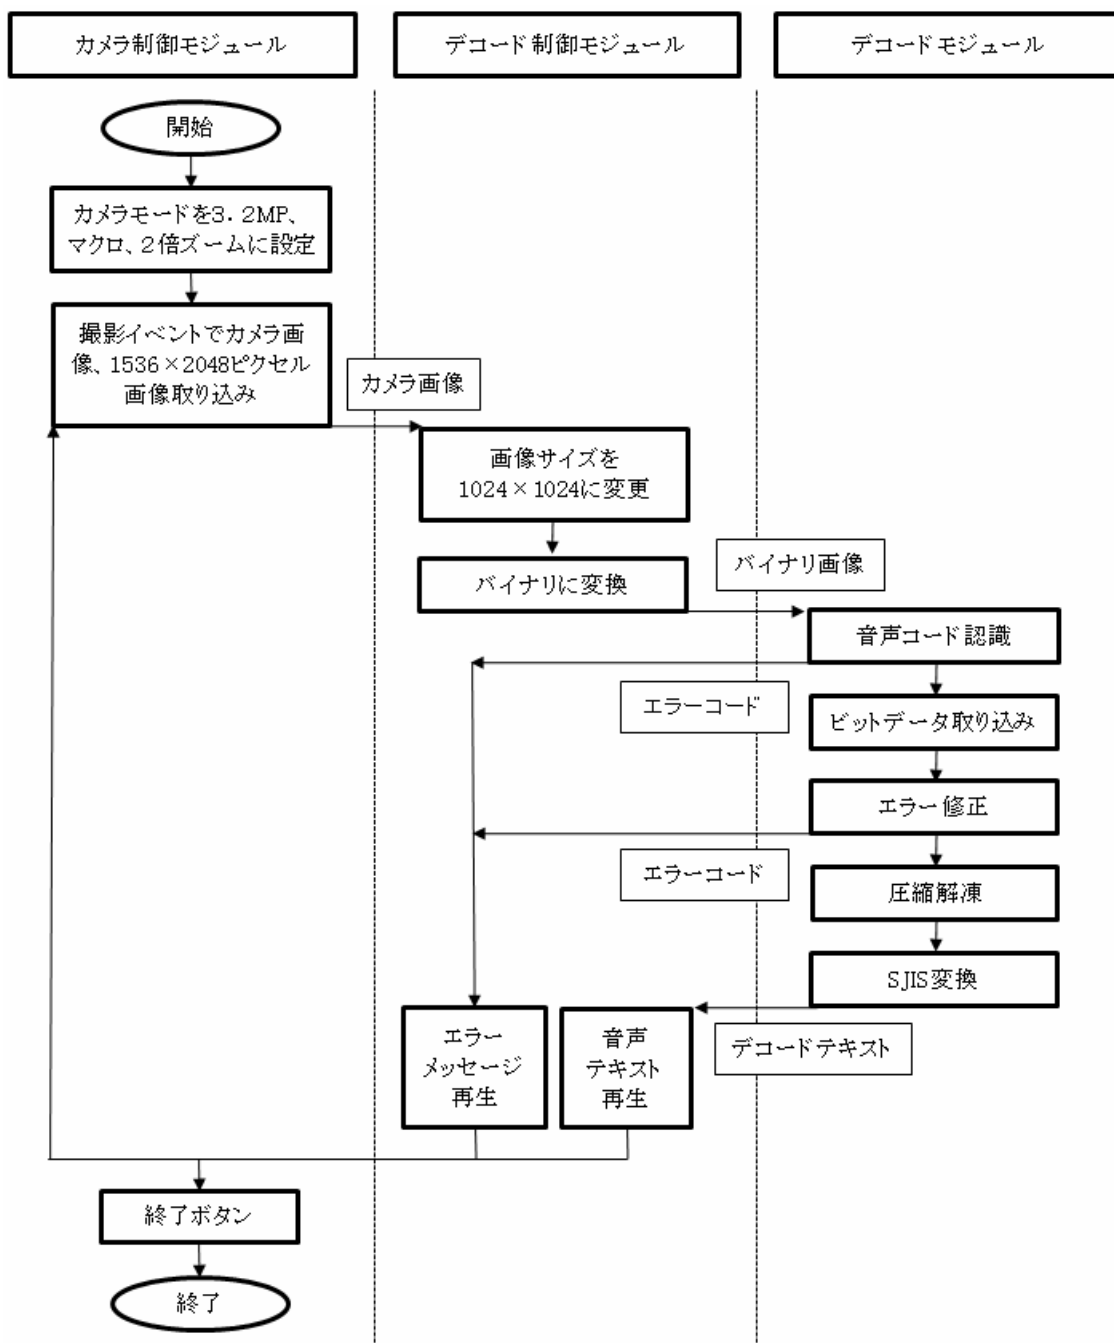 カメラ制御モジュール
デコード制御モジュール
デコードモジュール
開始
カメラモードを3．2MP、
マクロ、2倍ズームに設定
撮影イベントでカメラ画
像、1536×2048ピクセル
画像取り込み
カメラ画像
画像サイズを
1024×1024に変更
バイナリに変換
バイナリ画像
音声コード認識
エラーコード
ビットデータ取り込み
エラー修正
エラーコード
圧縮解凍
SJIS変換
デコードテキスト
エラー
メッセージ
再生
音声
テキスト
再生
終了ボタン
終了